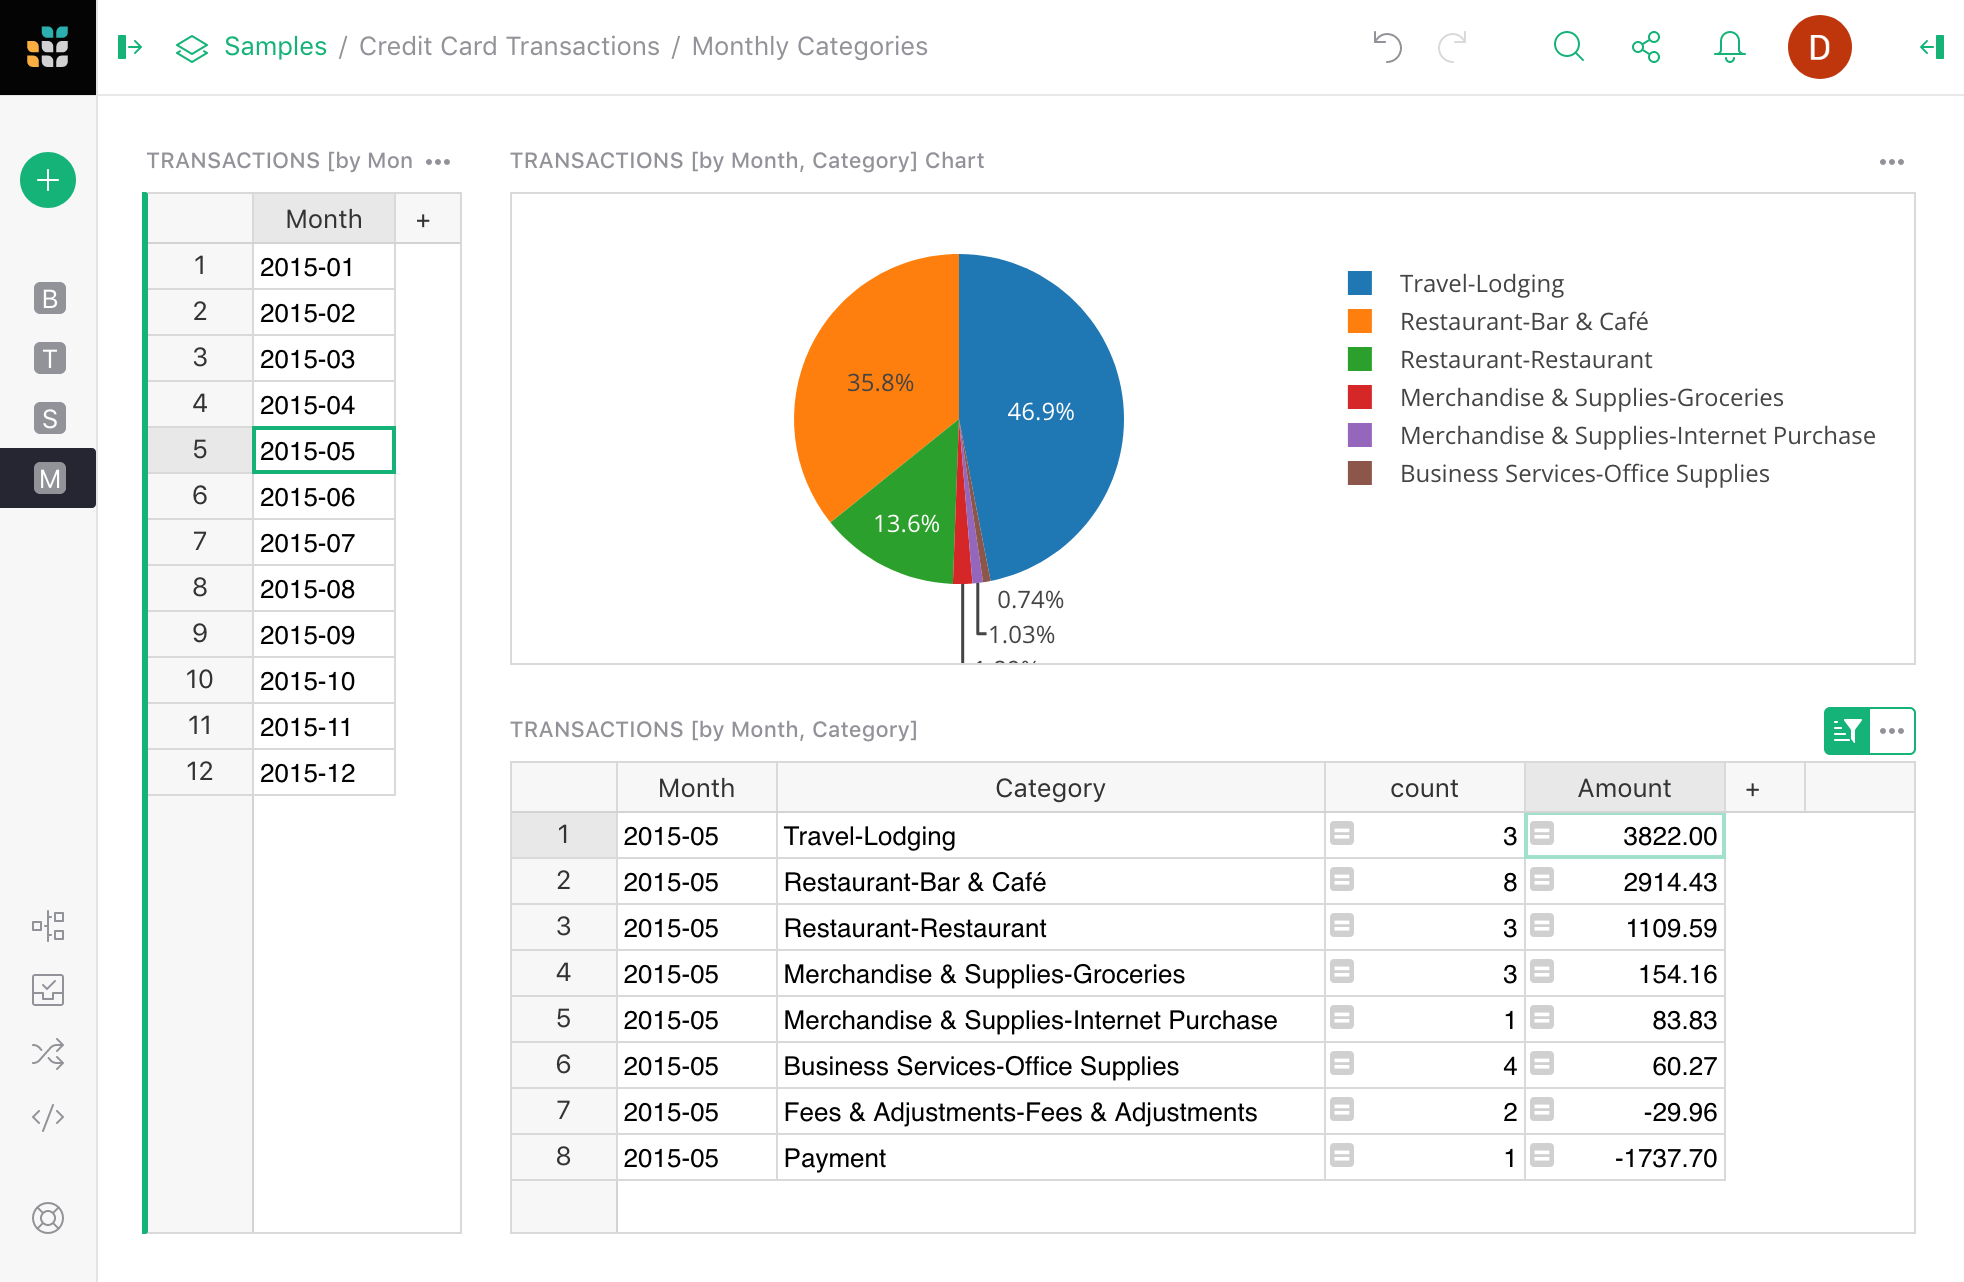 Samples / Credit Card Transactions / Monthly Categories
D
B
T
S
M
TRANSACTIONS [by Mon
Month +
1 2015-01
2 2015-02
3 2015-03
4 2015-04
5 2015-05
6 2015-06
7 2015-07
8 2015-08
9 2015-09
10 2015-10
11 2015-11
12 2015-12
TRANSACTIONS [by Month, Category] Chart
35.8%
46.9%
13.6%
0.74%
1.03%
Travel-Lodging
Restaurant-Bar & Café
Restaurant-Restaurant
Merchandise & Supplies-Groceries
Merchandise & Supplies-Internet Purchase
Business Services-Office Supplies
TRANSACTIONS [by Month, Category]
Month Category count Amount +
1 2015-05 Travel-Lodging 3 3822.00
2 2015-05 Restaurant-Bar & Café 8 2914.43
3 2015-05 Restaurant-Restaurant 3 1109.59
4 2015-05 Merchandise & Supplies-Groceries 3 154.16
5 2015-05 Merchandise & Supplies-Internet Purchase 1 83.83
6 2015-05 Business Services-Office Supplies 4 60.27
7 2015-05 Fees & Adjustments-Fees & Adjustments 2 -29.96
8 2015-05 Payment 1 -1737.70